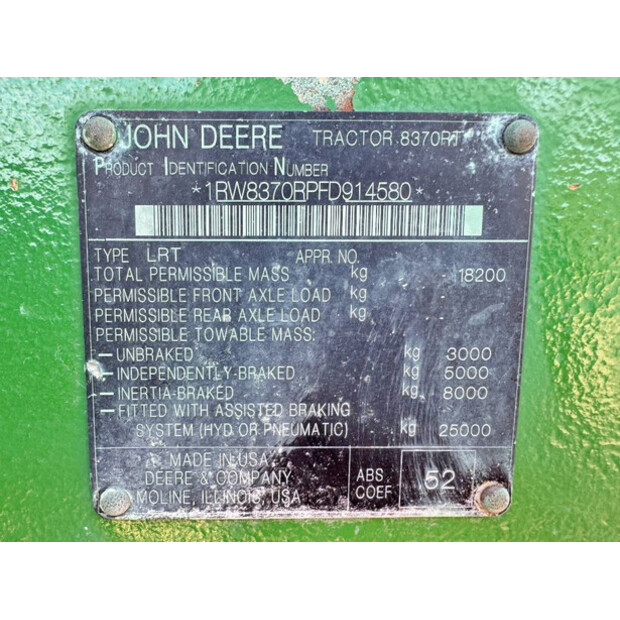 JOHN DEERE TRACTOR 8370RT
PRODUCT IDENTIFICATION NUMBER
*1RW8370RPFD914580*
TYPE LRT APPR. NO.
TOTAL PERMISSIBLE MASS kg 18200
PERMISSIBLE FRONT AXLE LOAD kg
PERMISSIBLE REAR AXLE LOAD kg
PERMISSIBLE TOWABLE MASS:
– UNBRAKED kg 3000
– INDEPENDENTLY-BRAKED kg 5000
– INERTIA-BRAKED kg 8000
– FITTED WITH ASSISTED BRAKING
SYSTEM (HYD OR PNEUMATIC) kg 25000
MADE IN USA
DEERE & COMPANY
MOLINE, ILLINOIS, USA
ABS.
COEF
52